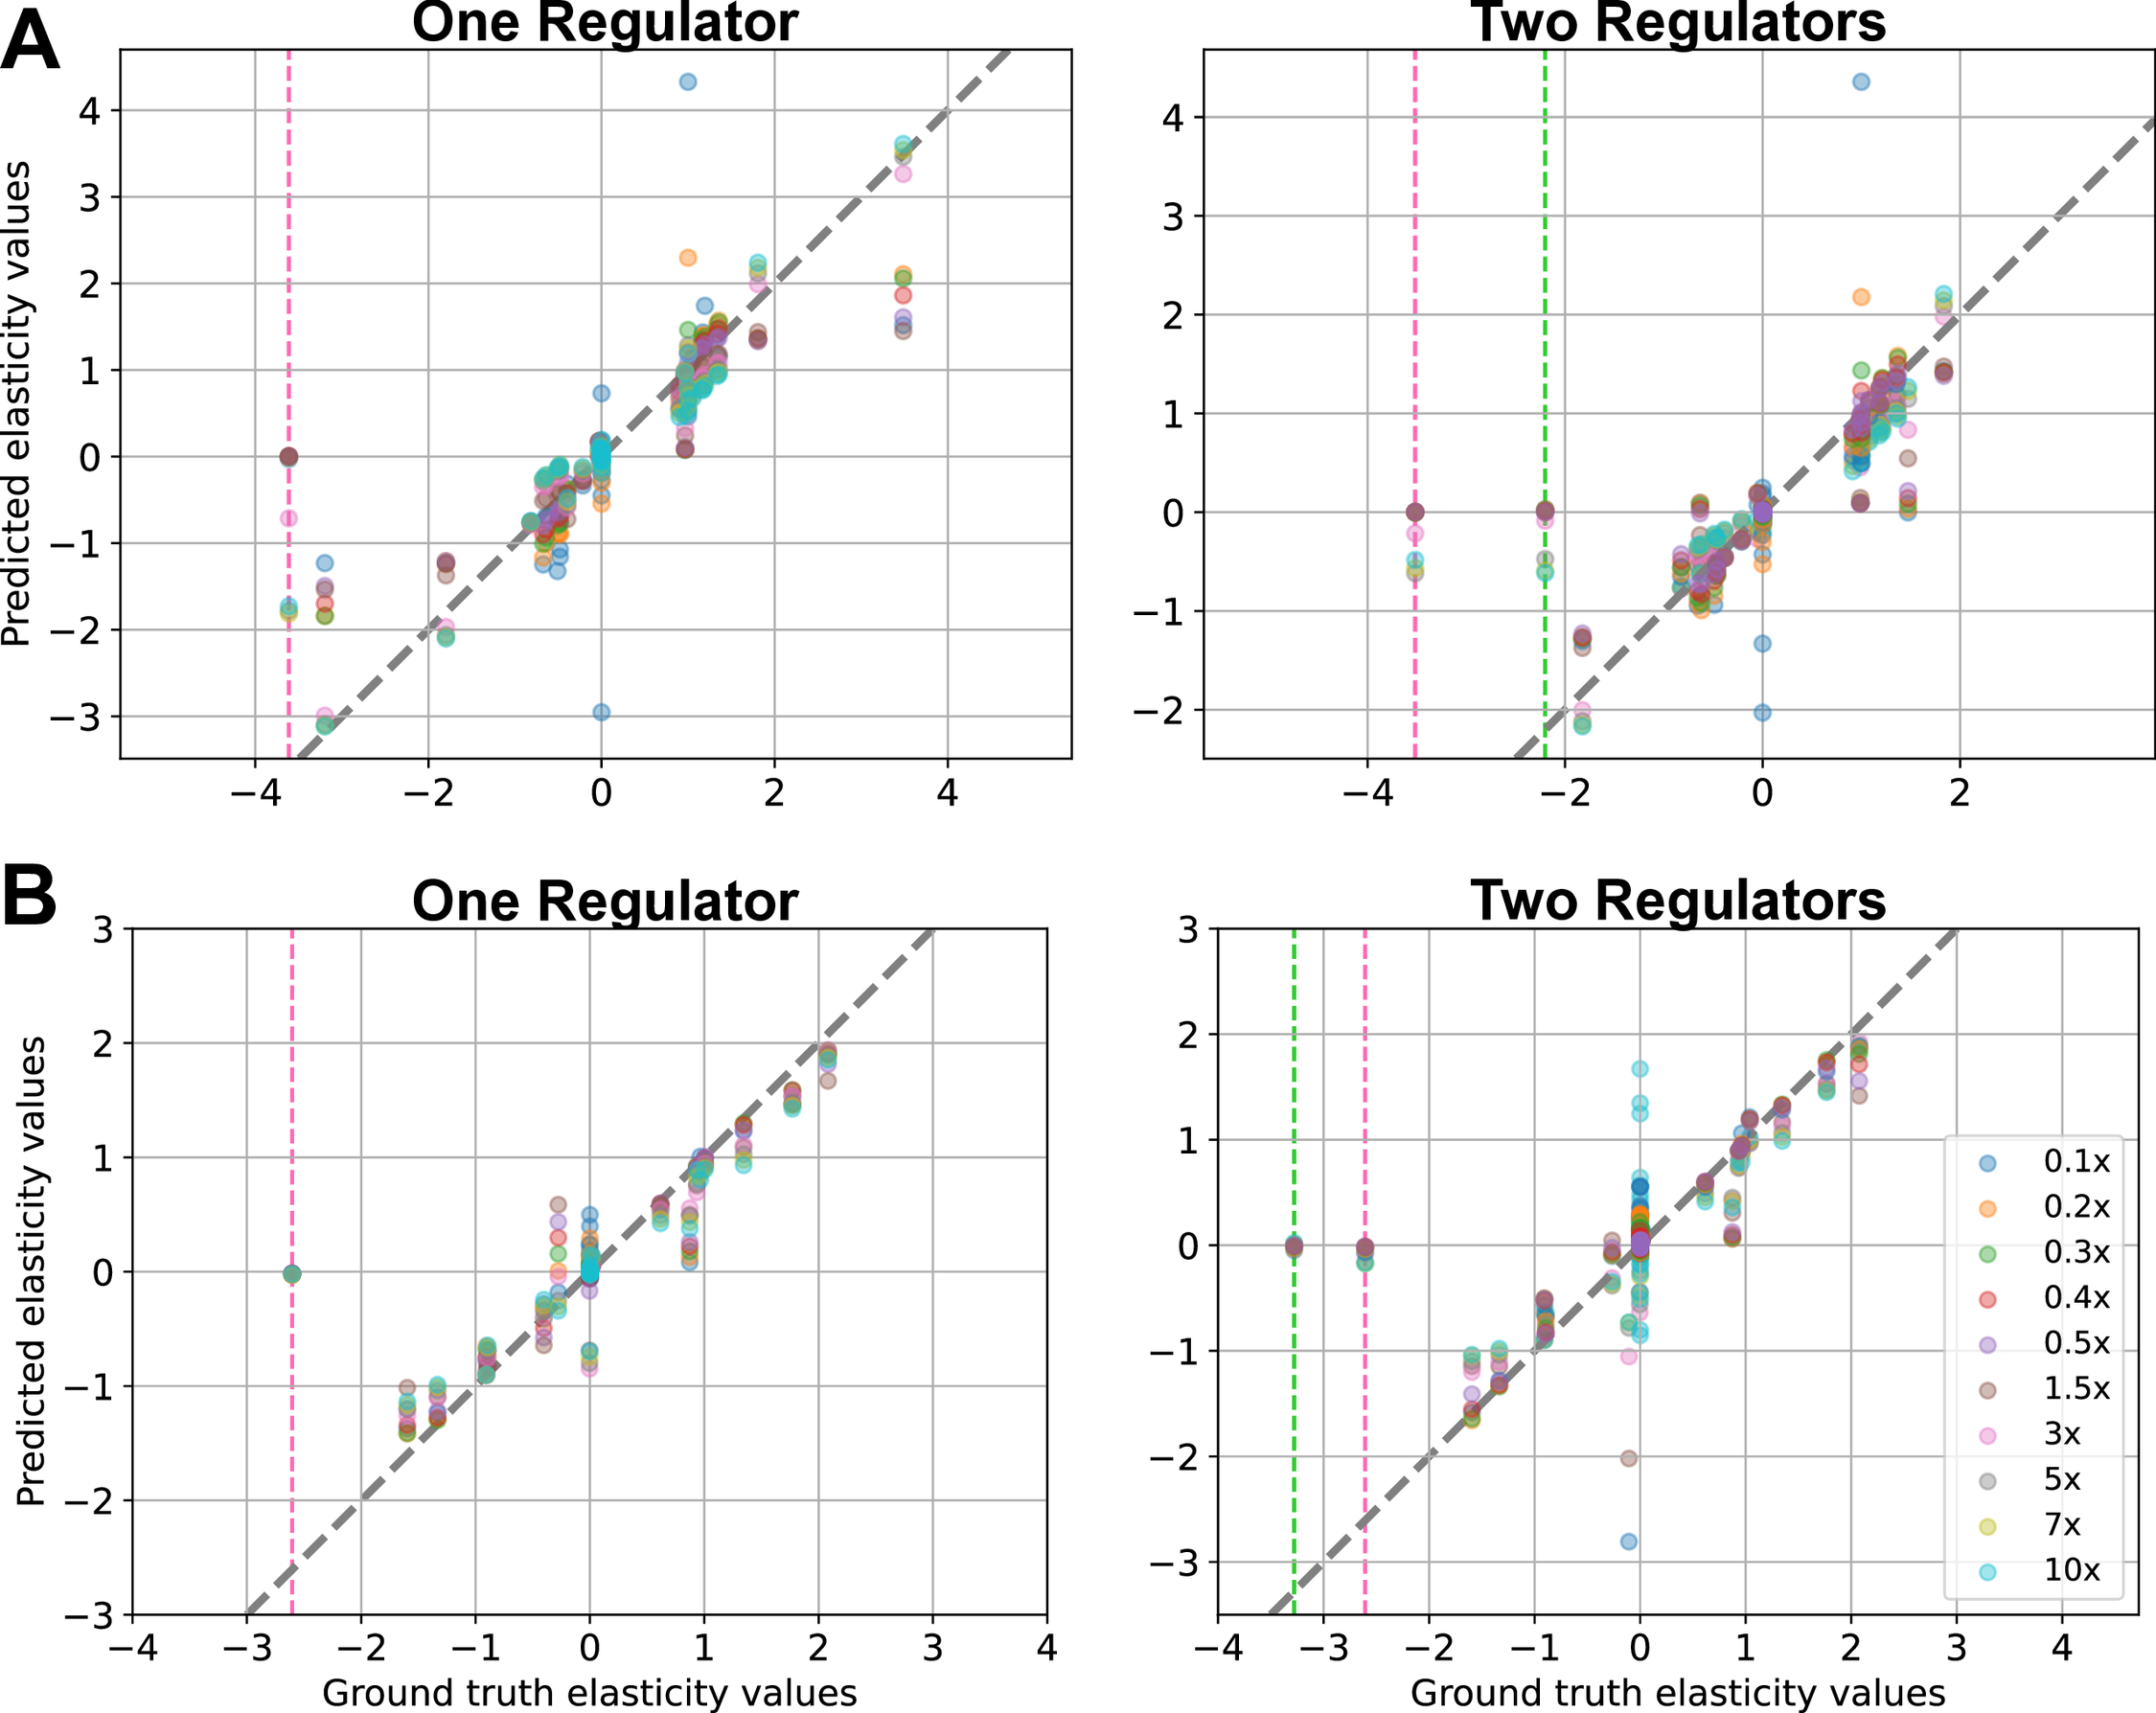 A
One Regulator
Two Regulators
Predicted elasticity values
4
3
2
1
0
−1
−2
−3
−4 −2 0 2 4
4
3
2
1
0
−1
−2
−4 −2 0 2
B
One Regulator
Two Regulators
Predicted elasticity values
3
2
1
0
−1
−2
−3
−4 −3 −2 −1 0 1 2 3 4
Ground truth elasticity values
3
2
1
0
−1
−2
−3
−4 −3 −2 −1 0 1 2 3 4
Ground truth elasticity values
0.1x
0.2x
0.3x
0.4x
0.5x
1.5x
3x
5x
7x
10x